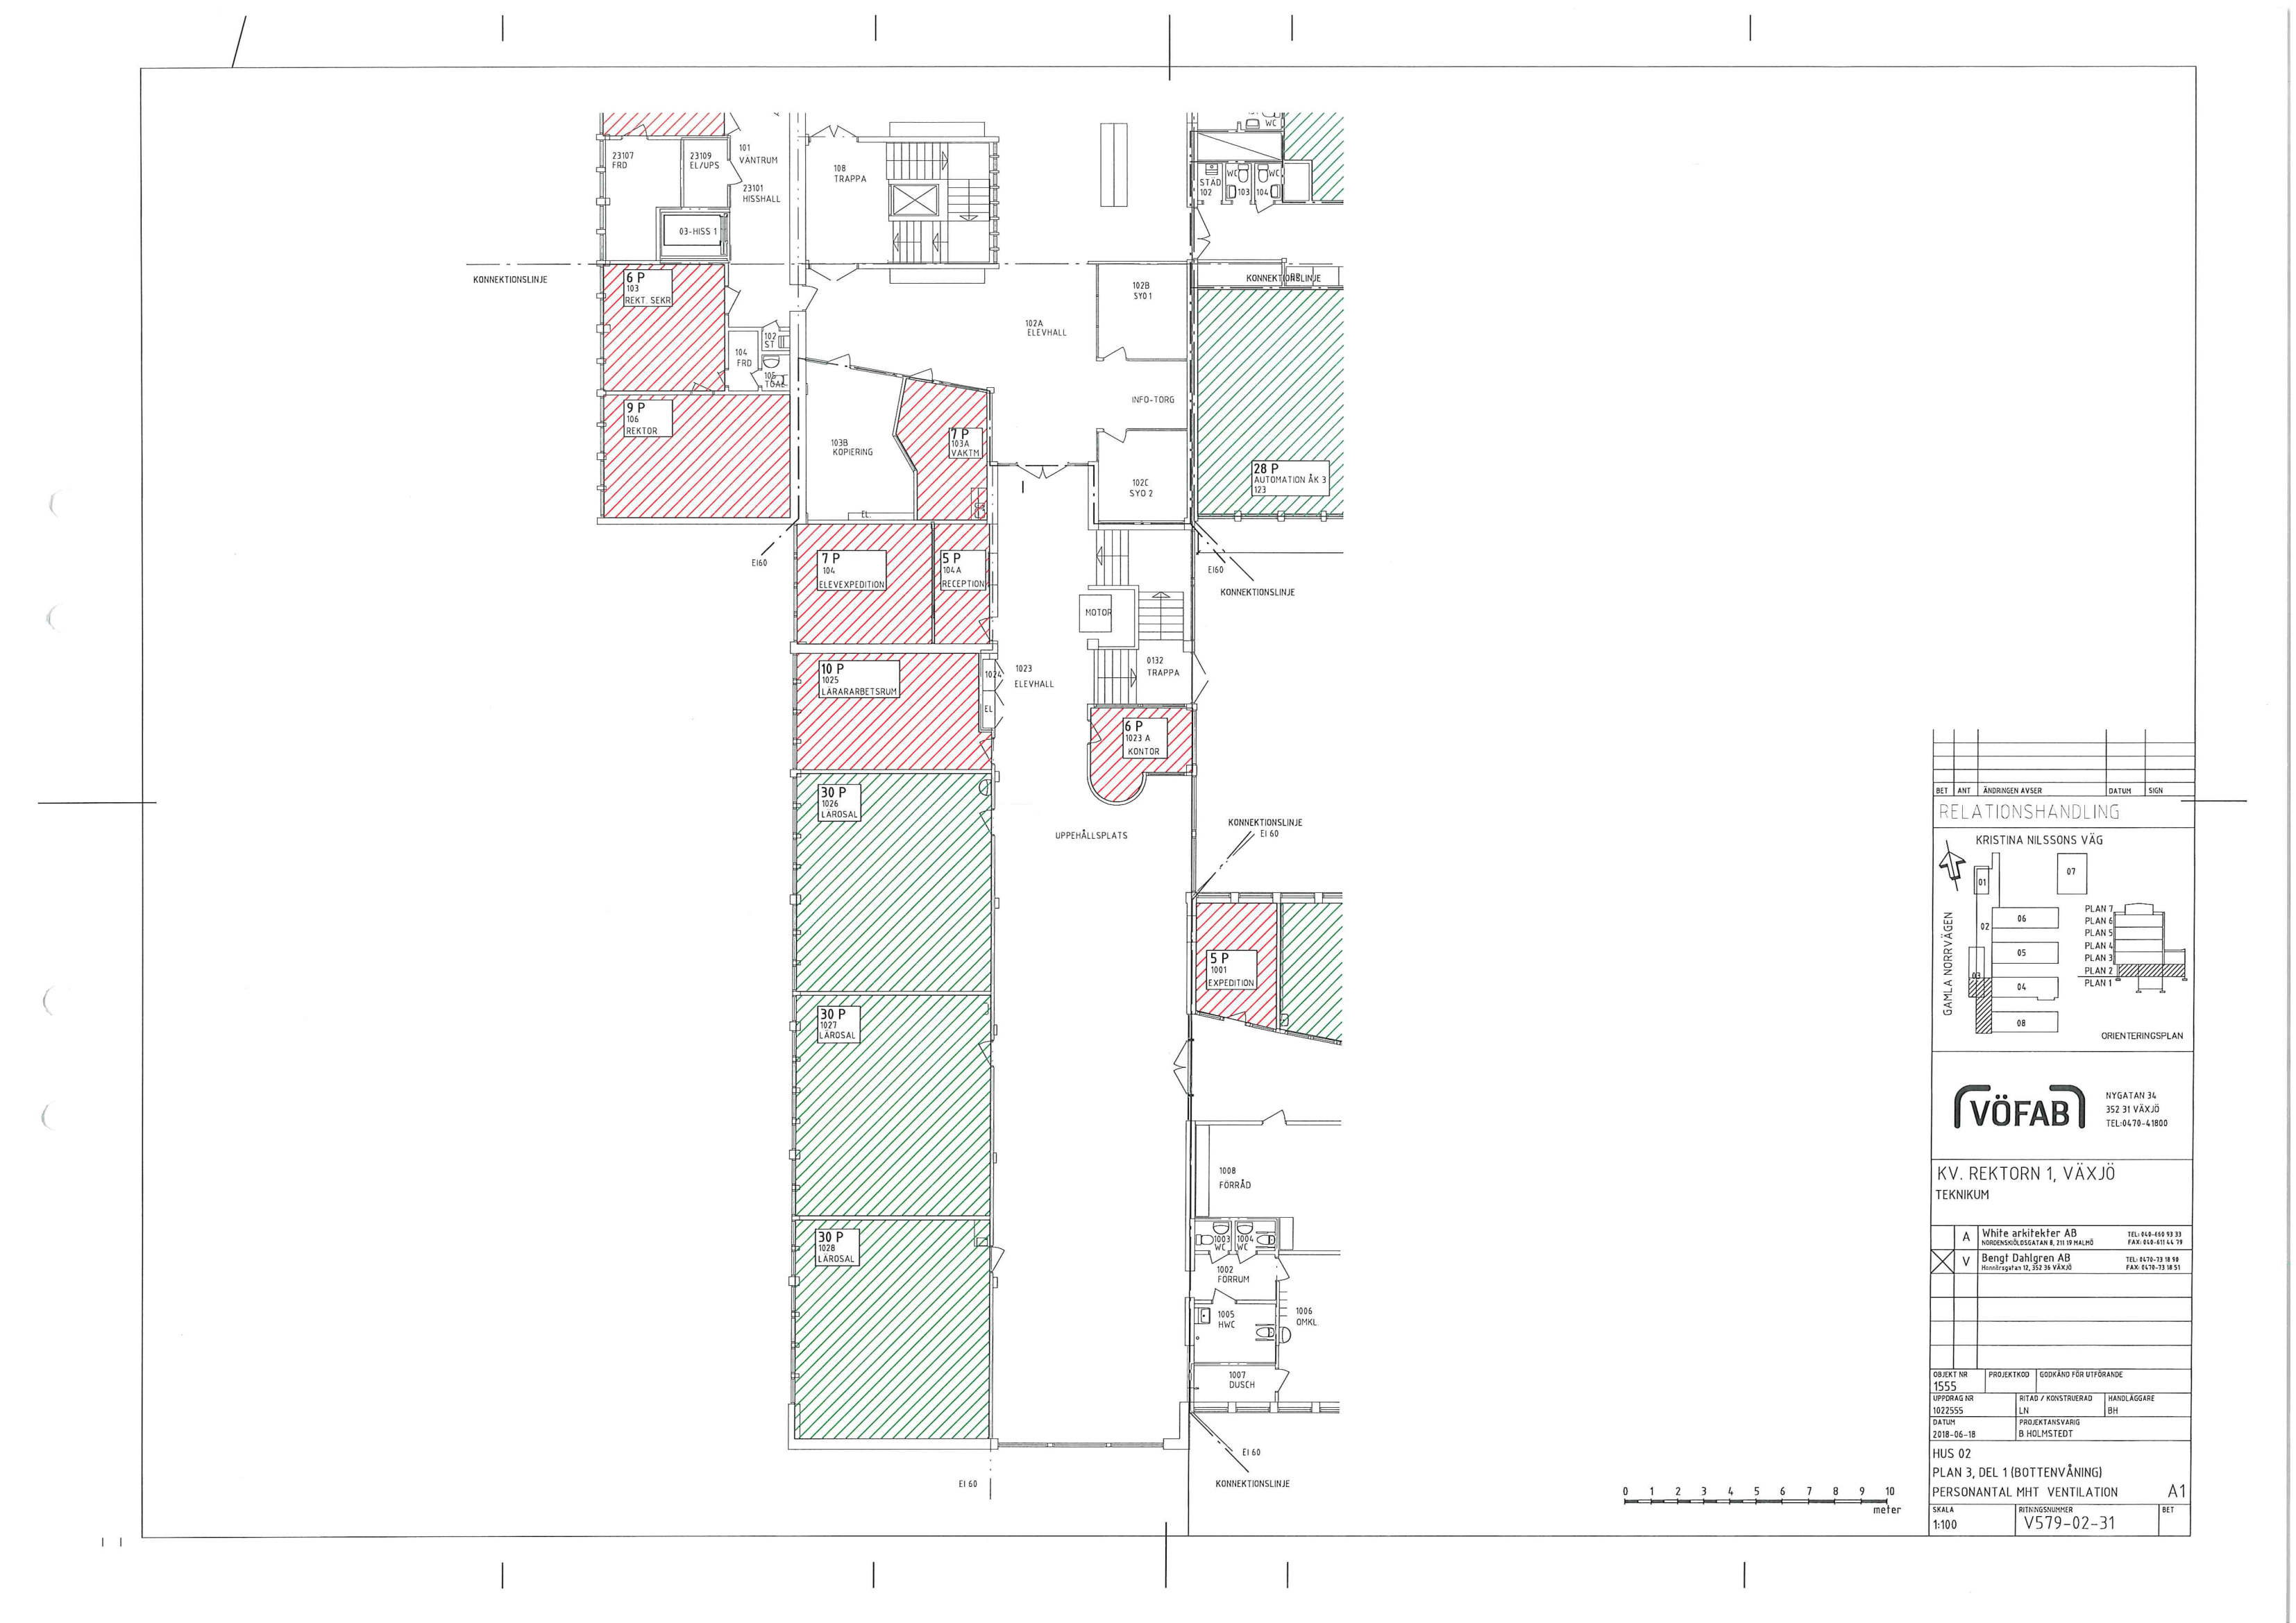 WC
23107
FRD
23109
EL/UPS
101
VÄNTRUM
23101
HISSHALL
108
TRAPPA
03-HISS 1
STÄD
102
WC
103
WC
104
KONNEKTIONSLINJE
KONNEKTIONSLINJE
6 P
103
REKT. SEKR
102
ST
104
FRD
105
102A
ELEVHALL
102B
SYO 1
INFO-TORG
9 P
106
REKTOR
103B
KOPIERING
7 P
103A
VAKTM
102C
SYO 2
28 P
AUTOMATION ÅK 3
123
EL.
EI60
7 P
104
ELEVEXPEDITION
5 P
104A
RECEPTION
EI60
KONNEKTIONSLINJE
MOTOR
10 P
1025
LÄRARARBETSRUM
1024
EL
1023
ELEVHALL
0132
TRAPPA
6 P
1023 A
KONTOR
30 P
1026
LÄROSAL
UPPEHÅLLSPLATS
KONNEKTIONSLINJE
EI 60
5 P
1001
EXPEDITION
30 P
1027
LÄROSAL
1008
FÖRRÅD
30 P
1028
LÄROSAL
1003
WC
1004
WC
1002
FÖRRUM
1005
HWC
1006
OMKL.
1007
DUSCH
EI 60
EI 60
KONNEKTIONSLINJE
0 1 2 3 4 5 6 7 8 9 10
meter
BET ANT ÄNDRINGEN AVSER DATUM SIGN
RELATIONSHANDLING
KRISTINA NILSSONS VÄG
GAMLA NORRVÄGEN
01
07
02
06
05
03
04
08
PLAN 7
PLAN 6
PLAN 5
PLAN 4
PLAN 3
PLAN 2
PLAN 1
ORIENTERINGSPLAN
VÖFAB
NYGATAN 34
352 31 VÄXJÖ
TEL:0470-41800
KV. REKTORN 1, VÄXJÖ
TEKNIKUM
A White arkitekter AB TEL: 040-660 93 33
NORDENSKIÖLDSGATAN 8, 211 19 MALMÖ FAX: 040-611 44 79
V Bengt Dahlgren AB TEL: 0470-73 18 90
Honnörsgatan 12, 352 36 VÄXJÖ FAX: 0470-73 18 51
OBJEKT NR PROJEKTKOD GODKÄND FÖR UTFÖRANDE
1555
UPPDRAG NR RITAD / KONSTRUERAD HANDLÄGGARE
1022555 LN BH
DATUM PROJEKTANSVARIG
2018-06-18 B HOLMSTEDT
HUS 02
PLAN 3, DEL 1 (BOTTENVÅNING)
PERSONANTAL MHT VENTILATION A1
SKALA RITNINGSNUMMER BET
1:100 V579-02-31